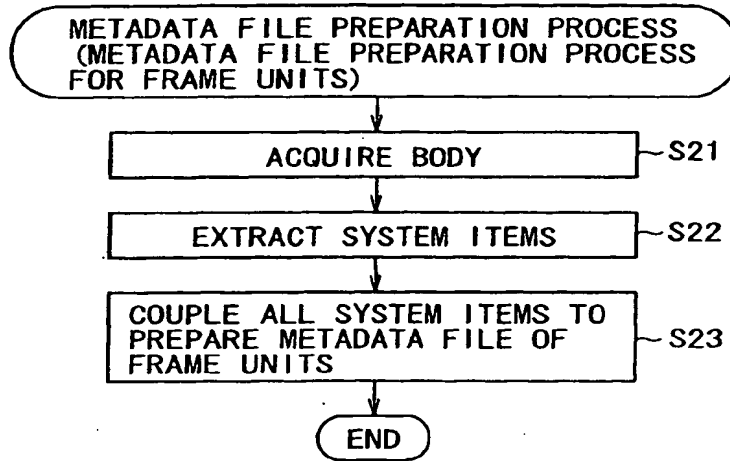 METADATA FILE PREPARATION PROCESS
(METADATA FILE PREPARATION PROCESS
FOR FRAME UNITS)
ACQUIRE BODY
S21
EXTRACT SYSTEM ITEMS
S22
COUPLE ALL SYSTEM ITEMS TO
PREPARE METADATA FILE OF
FRAME UNITS
S23
END